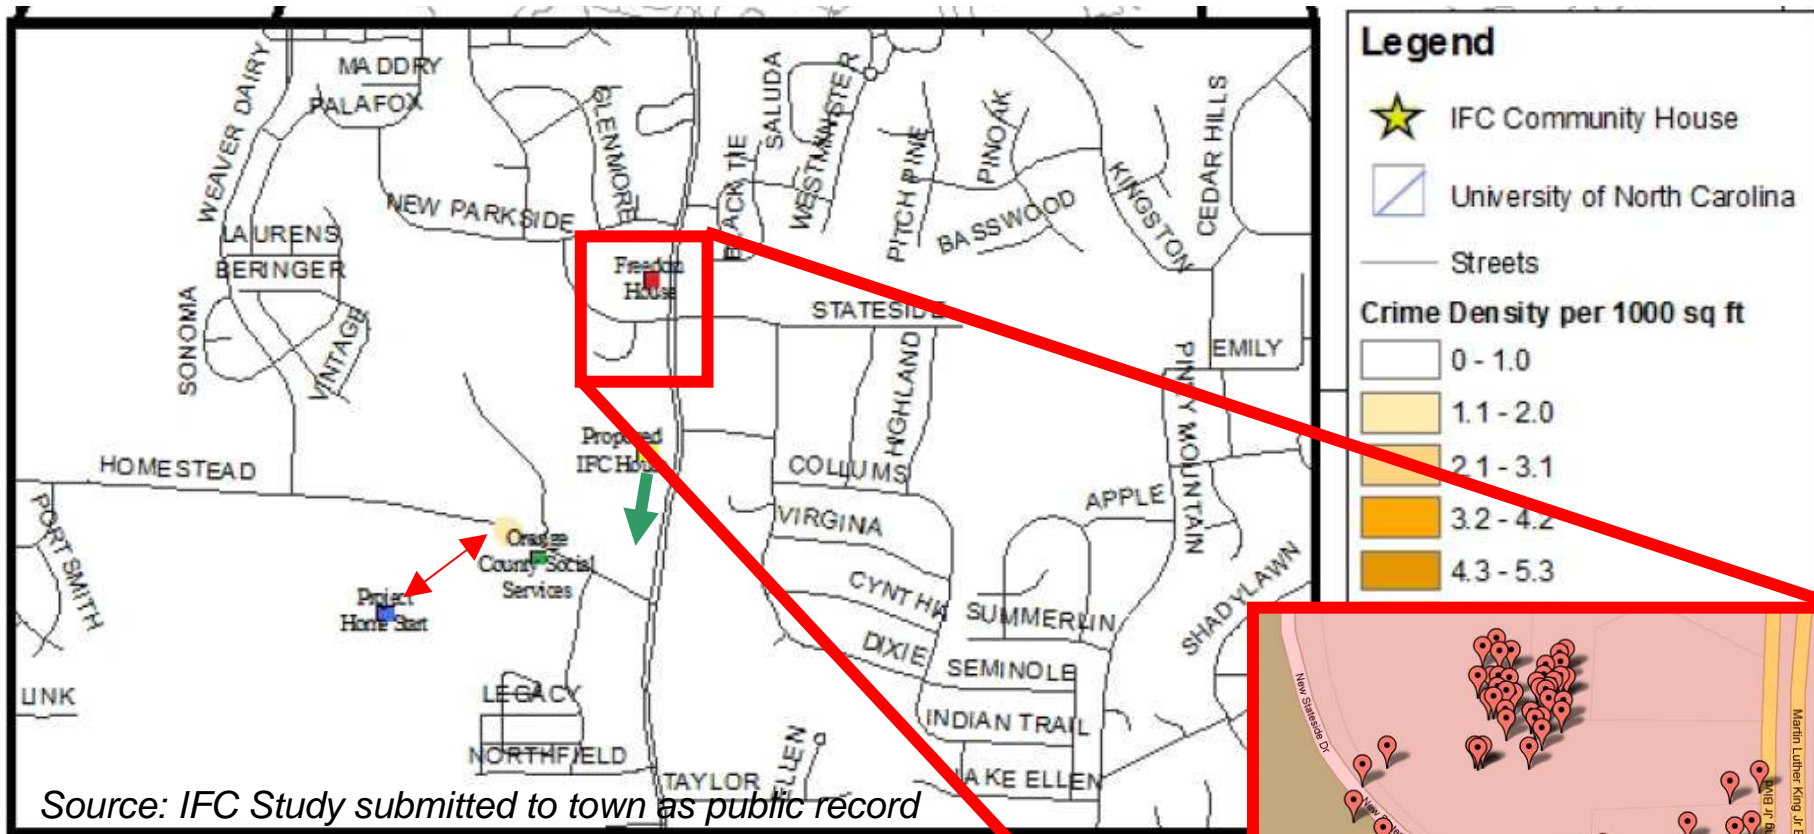 WEAVER DAIRY
MADDRY
PALAFOX
GLENMORE
SALUDA
WESTMINNSTER
BLACK TIE
PITCH PINE
PINOAK
BASSWOOD
KINGSTON
CEDAR HILLS
NEW PARKSIDE
LAURENS
BERINGER
SONOMA
VINTAGE
Freedom
House
STATESIDE
HIGHLAND
EMILY
PINEY MOUNTAIN
Proposed
IFC House
HOMESTEAD
COLLUMS
APPLE
PORTSMITH
VIRGINA
Orange
County Social
Services
CYNTHIA
SUMMERLIN
SHADYLAWN
Project
Home Start
DIXIE
SEMINOLE
LINK
LEGACY
INDIAN TRAIL
NORTHFIELD
TAYLOR
ELLEN
LAKE ELLEN
Source: IFC Study submitted to town as public record
Legend
IFC Community House
University of North Carolina
Streets
Crime Density per 1000 sq ft
0 - 1.0
1.1 - 2.0
2.1 - 3.1
3.2 - 4.2
4.3 - 5.3
New Stateside Dr
Martin Luther King Jr B